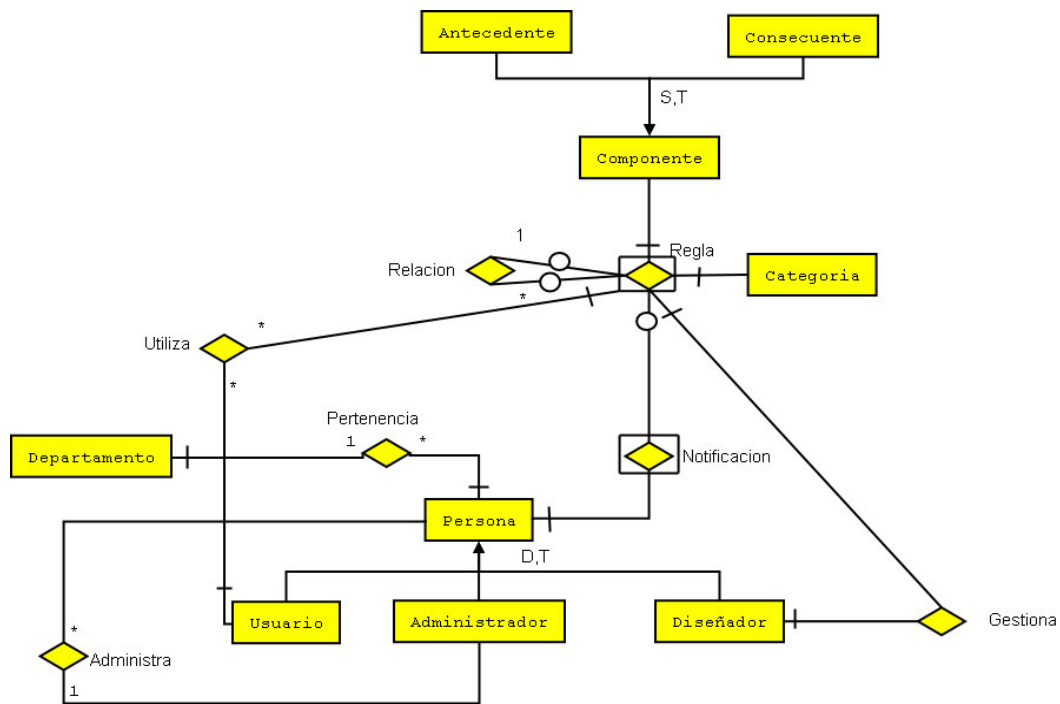 Antecedente
Consecuente
S,T
Componente
1
Regla
Relacion
Categoria
*
*
Utiliza
*
Pertenencia
1
*
Departamento
Notificacion
Persona
D,T
Usuario
Administrador
Diseñador
Gestiona
*
Administra
1